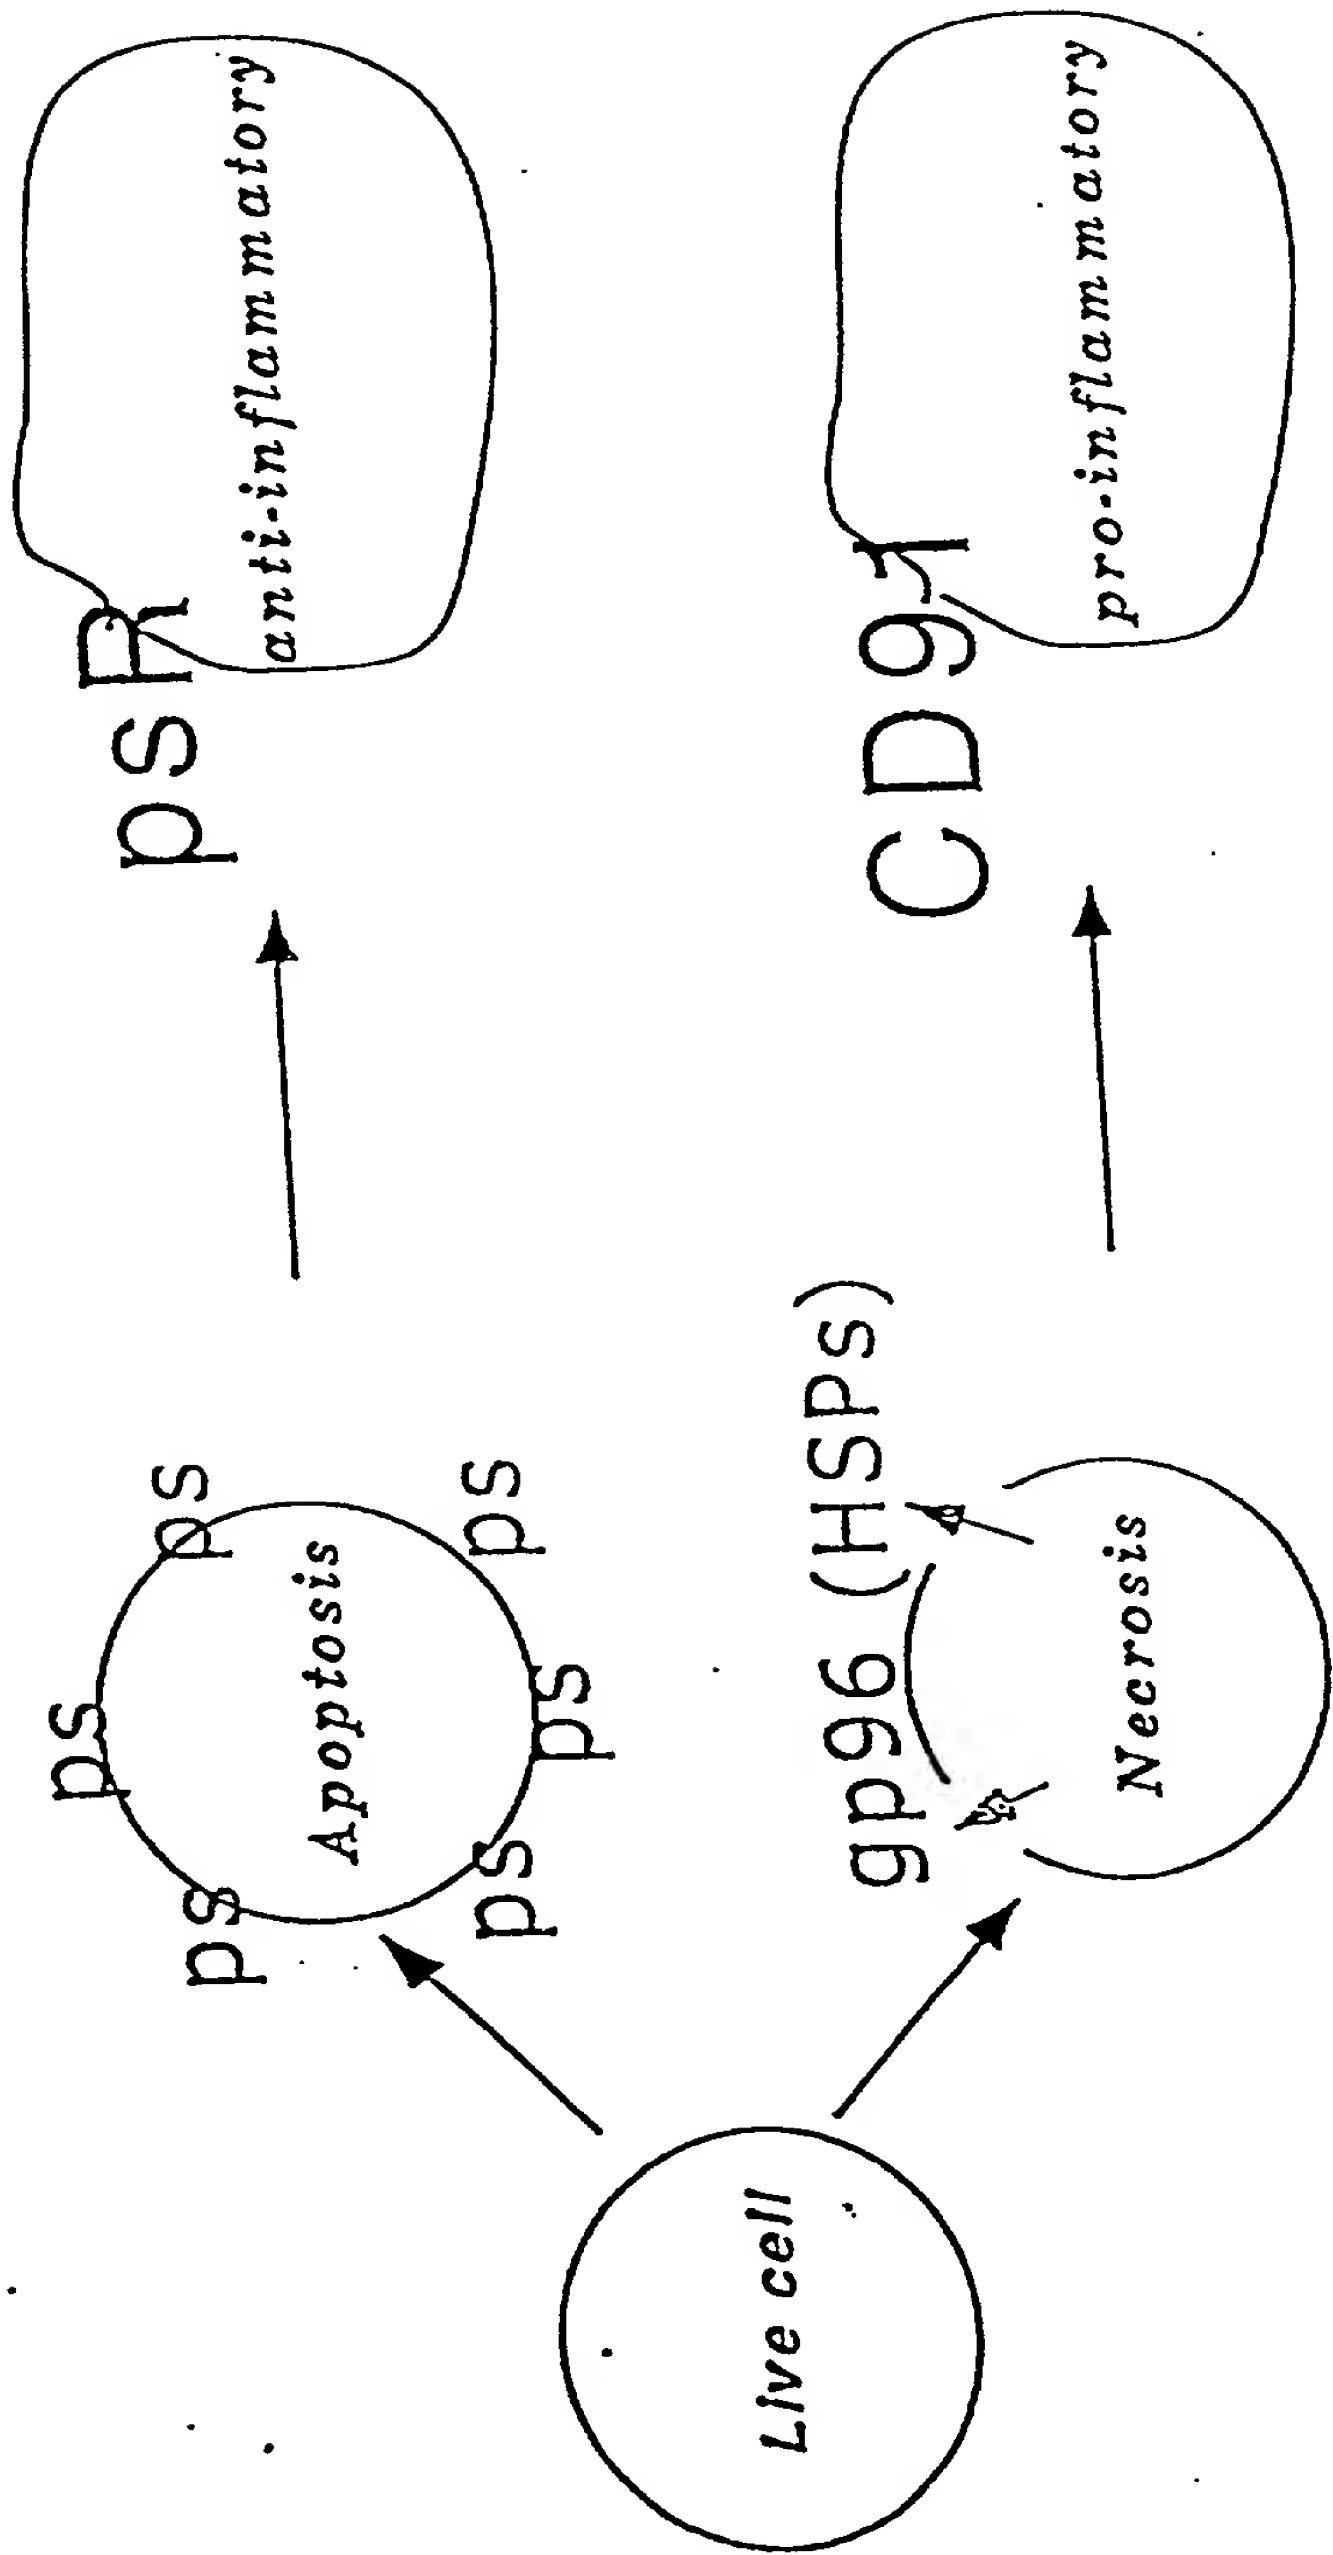 Live cell
ps
ps
ps
ps
ps
ps
Apoptosis
psR
anti-inflammatory
gp96 (HSPs)
Necrosis
CD91
pro-inflammatory